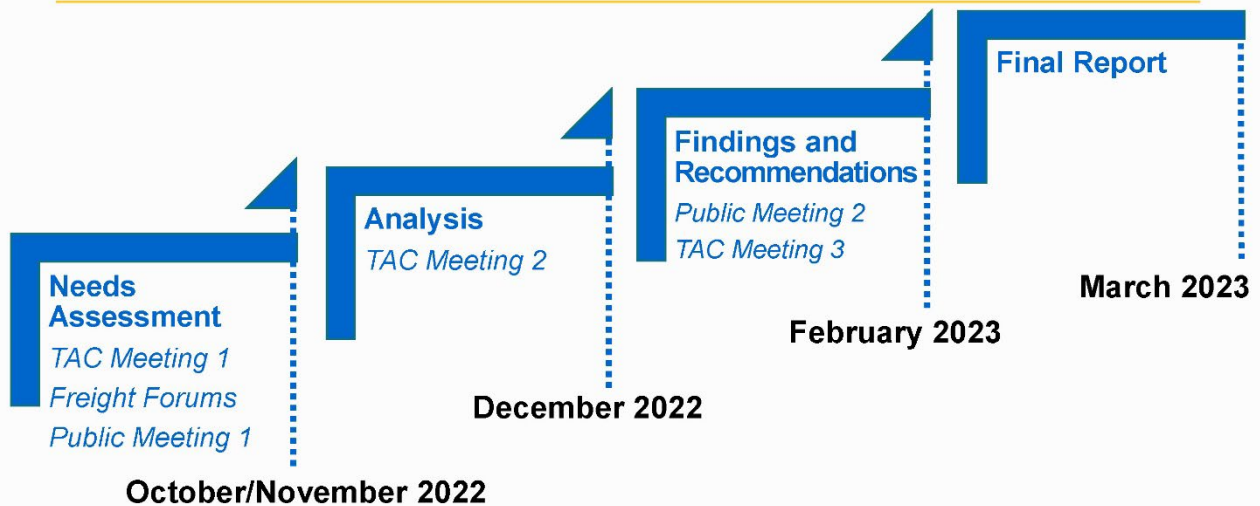 Needs
Assessment
TAC Meeting 1
Freight Forums
Public Meeting 1
October/November 2022
Analysis
TAC Meeting 2
December 2022
Findings and
Recommendations
Public Meeting 2
TAC Meeting 3
February 2023
Final Report
March 2023